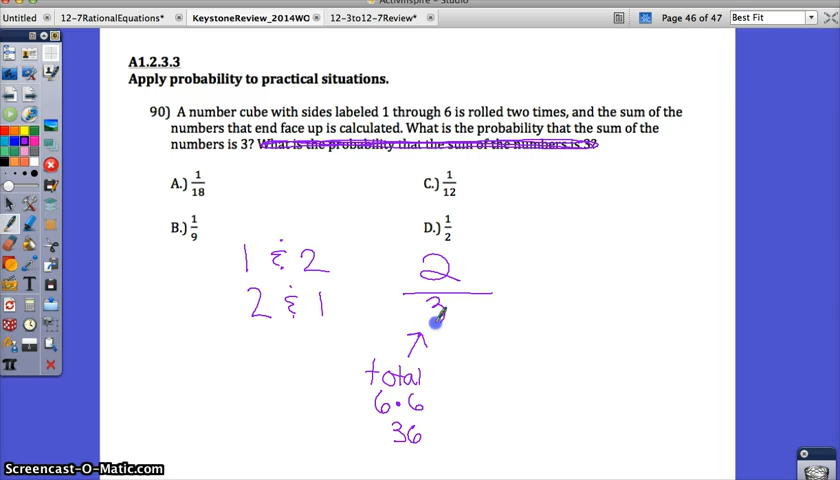 ActivInspire - Studio
Untitled
12-7RationalEquations*
KeystoneReview_2014WO
12-3to12-7Review*
Page 46 of 47
Best Fit
A1.2.3.3
Apply probability to practical situations.
90) A number cube with sides labeled 1 through 6 is rolled two times, and the sum of the
numbers that end face up is calculated. What is the probability that the sum of the
numbers is 3? What is the probability that the sum of the numbers is 3?
A.) 1/18
C.) 1/12
B.) 1/9
D.) 1/2
1 & 2
2 & 1
2
3
total
6·6
36
Screencast-O-Matic.com